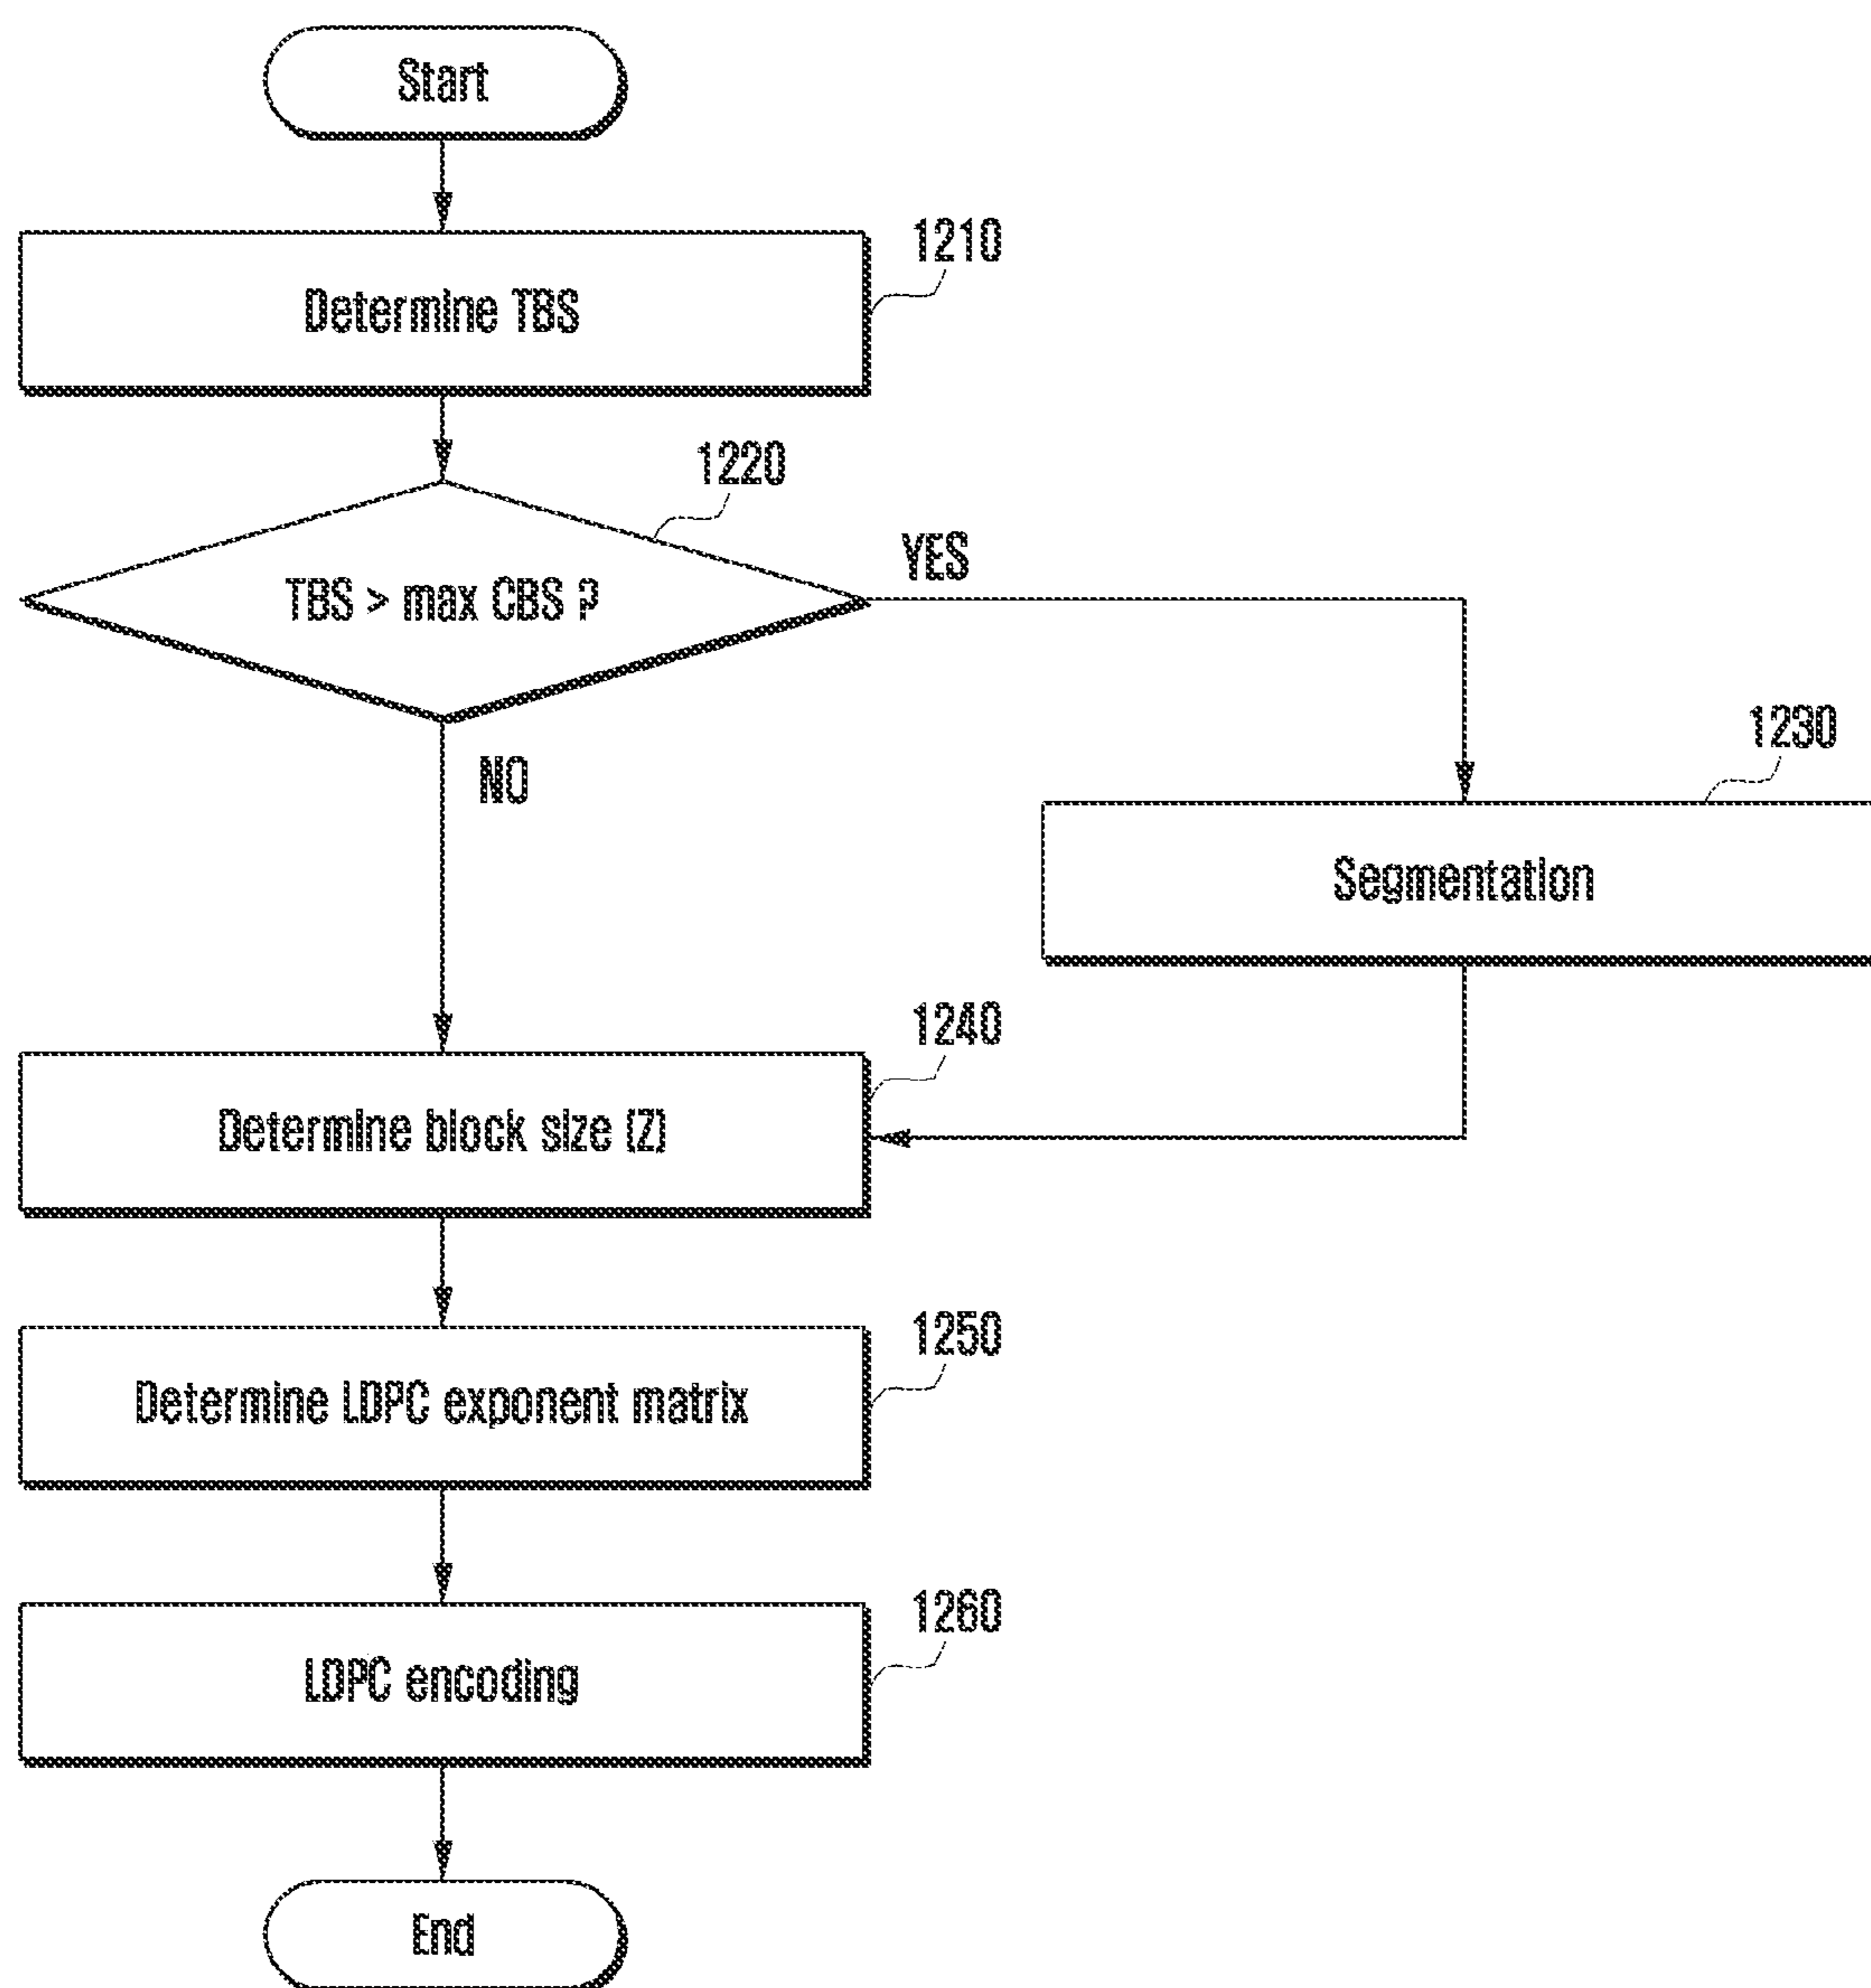 Start
1210
Determine TBS
1220
TBS > max CBS ?
YES
NO
1230
Segmentation
1240
Determine block size (Z)
1250
Determine LDPC exponent matrix
1260
LDPC encoding
End